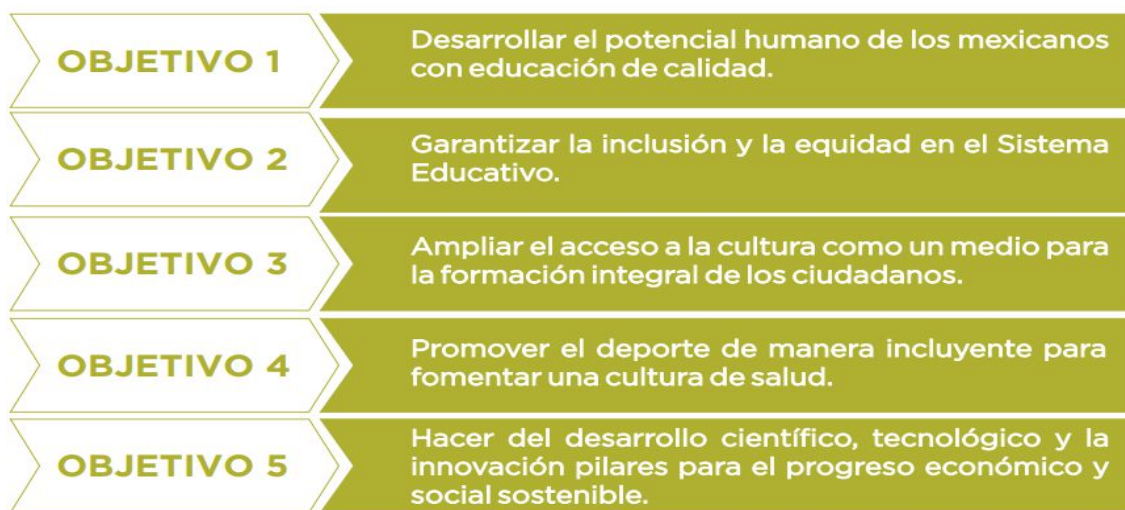 OBJETIVO 1
Desarrollar el potencial humano de los mexicanos
con educación de calidad.
OBJETIVO 2
Garantizar la inclusión y la equidad en el Sistema
Educativo.
OBJETIVO 3
Ampliar el acceso a la cultura como un medio para
la formación integral de los ciudadanos.
OBJETIVO 4
Promover el deporte de manera incluyente para
fomentar una cultura de salud.
OBJETIVO 5
Hacer del desarrollo científico, tecnológico y la
innovación pilares para el progreso económico y
social sostenible.